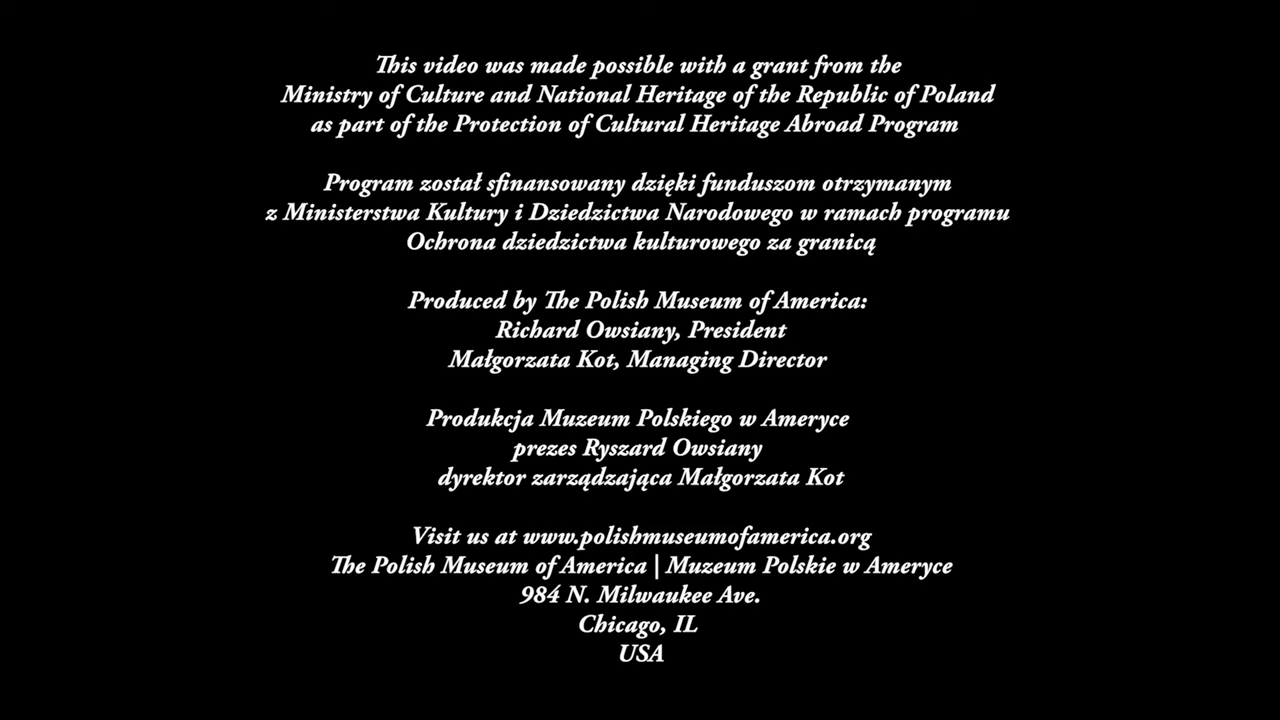 This video was made possible with a grant from the
Ministry of Culture and National Heritage of the Republic of Poland
as part of the Protection of Cultural Heritage Abroad Program
Program został sfinansowany dzięki funduszom otrzymanym
z Ministerstwa Kultury i Dziedzictwa Narodowego w ramach programu
Ochrona dziedzictwa kulturowego za granicą
Produced by The Polish Museum of America:
Richard Owsiany, President
Małgorzata Kot, Managing Director
Produkcja Muzeum Polskiego w Ameryce
prezes Ryszard Owsiany
dyrektor zarządzająca Małgorzata Kot
Visit us at www.polishmuseumofamerica.org
The Polish Museum of America | Muzeum Polskie w Ameryce
984 N. Milwaukee Ave.
Chicago, IL
USA